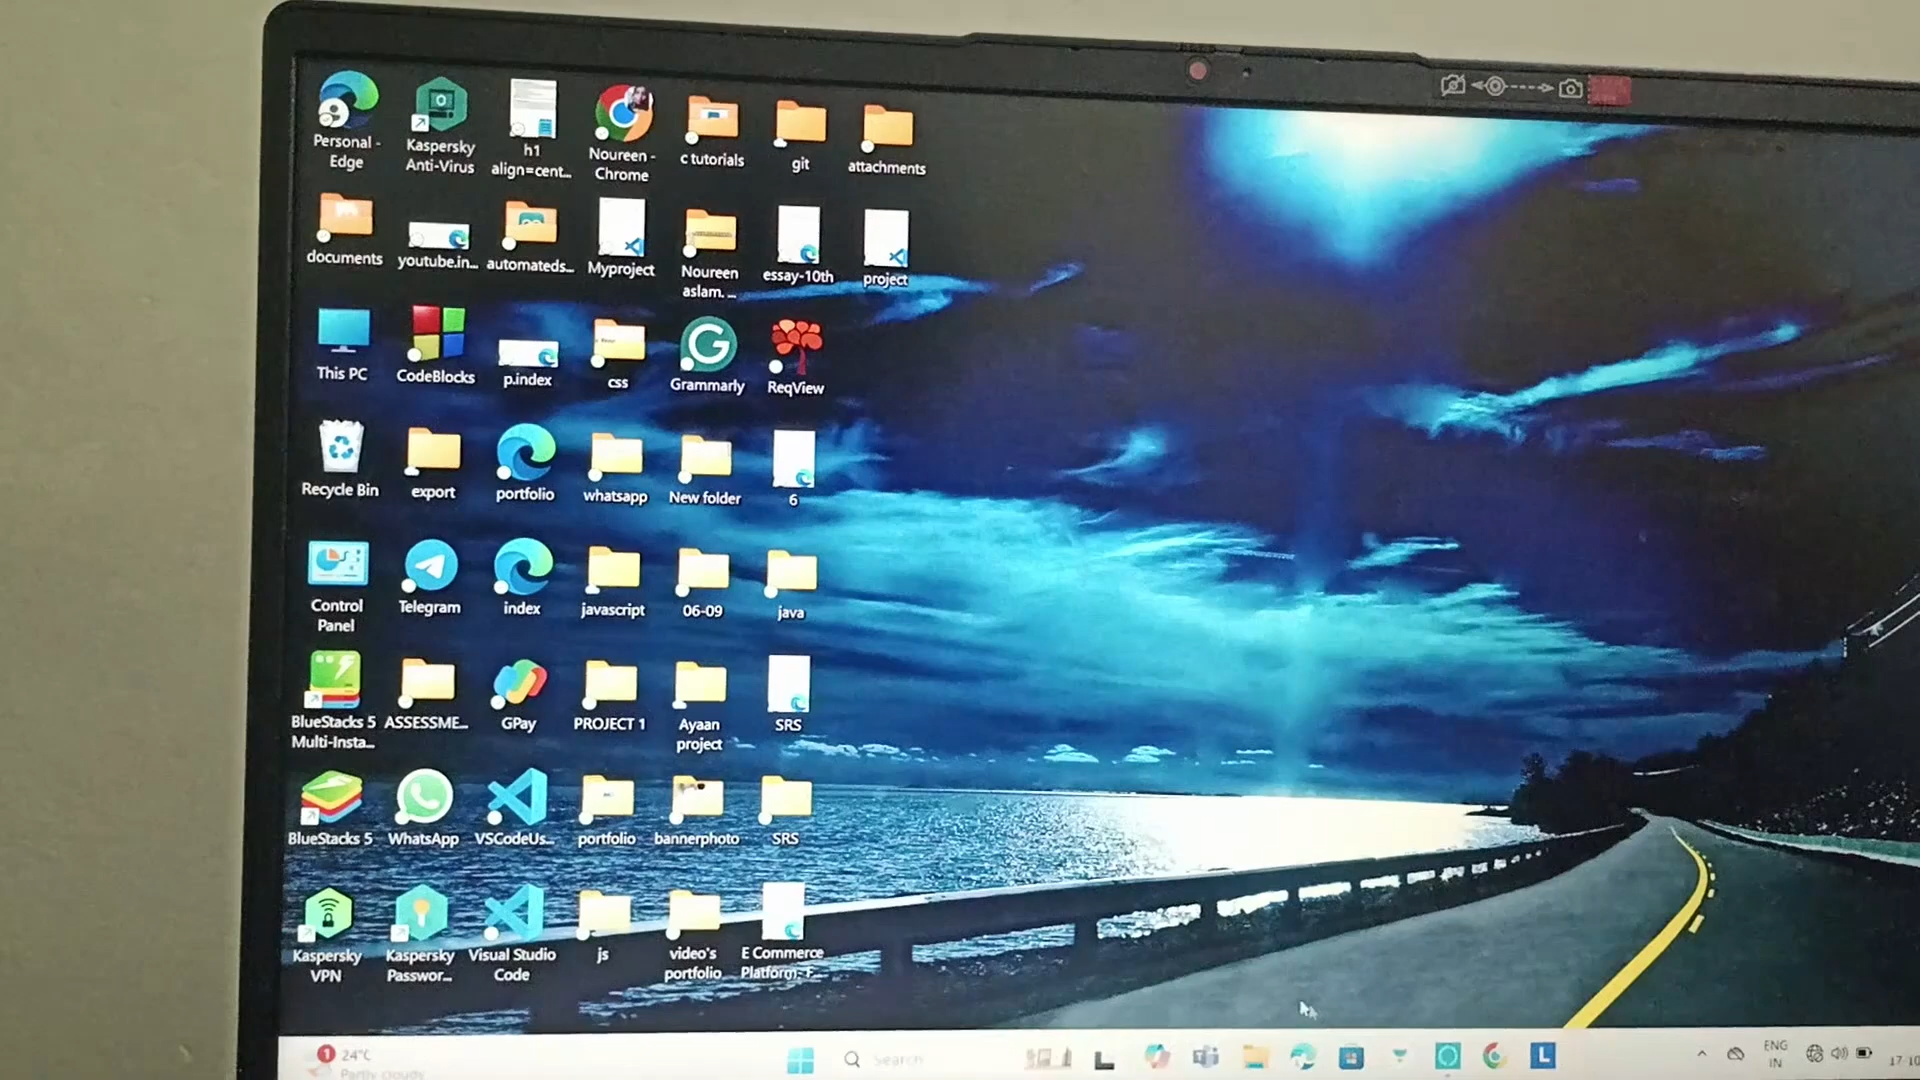 Personal -
Edge
Kaspersky
Anti-Virus
h1
align=cent...
Noureen -
Chrome
c tutorials
git
attachments
documents
youtube.in...
automateds...
Myproject
Noureen
aslam. ...
essay-10th
project
This PC
CodeBlocks
p.index
css
Grammarly
ReqView
Recycle Bin
export
portfolio
whatsapp
New folder
6
Control
Panel
Telegram
index
javascript
06-09
java
BlueStacks 5
Multi-Insta...
ASSESSME...
GPay
PROJECT 1
Ayaan
project
SRS
BlueStacks 5
WhatsApp
VSCodeUs...
portfolio
bannerphoto
SRS
Kaspersky
VPN
Kaspersky
Passwor...
Visual Studio
Code
js
video's
portfolio
E Commerce
Platform-
1
24°C
Partly cloudy
Search
ENG
IN
17:10